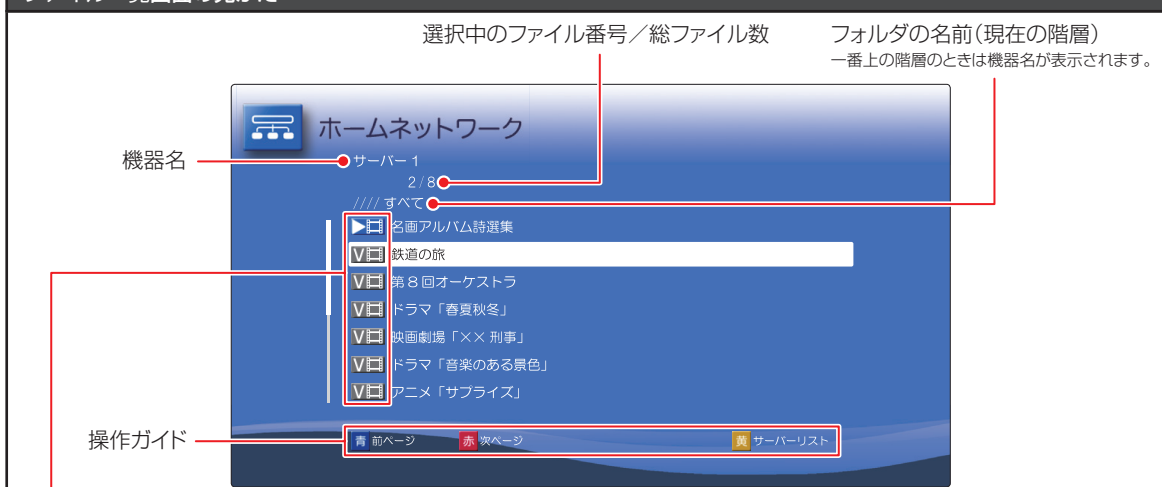 選択中のファイル番号／総ファイル数
フォルダの名前（現在の階層）
一番上の階層のときは機器名が表示されます。
ホームネットワーク
機器名
サーバー 1
2/8
//// すべて
名画アルバム詩選集
V 鉄道の旅
V 第８回オーケストラ
V ドラマ「春夏秋冬」
V 映画劇場「×× 刑事」
V ドラマ「音楽のある景色」
V アニメ「サプライズ」
操作ガイド
青 前ページ 赤 次ページ 黄 サーバーリスト